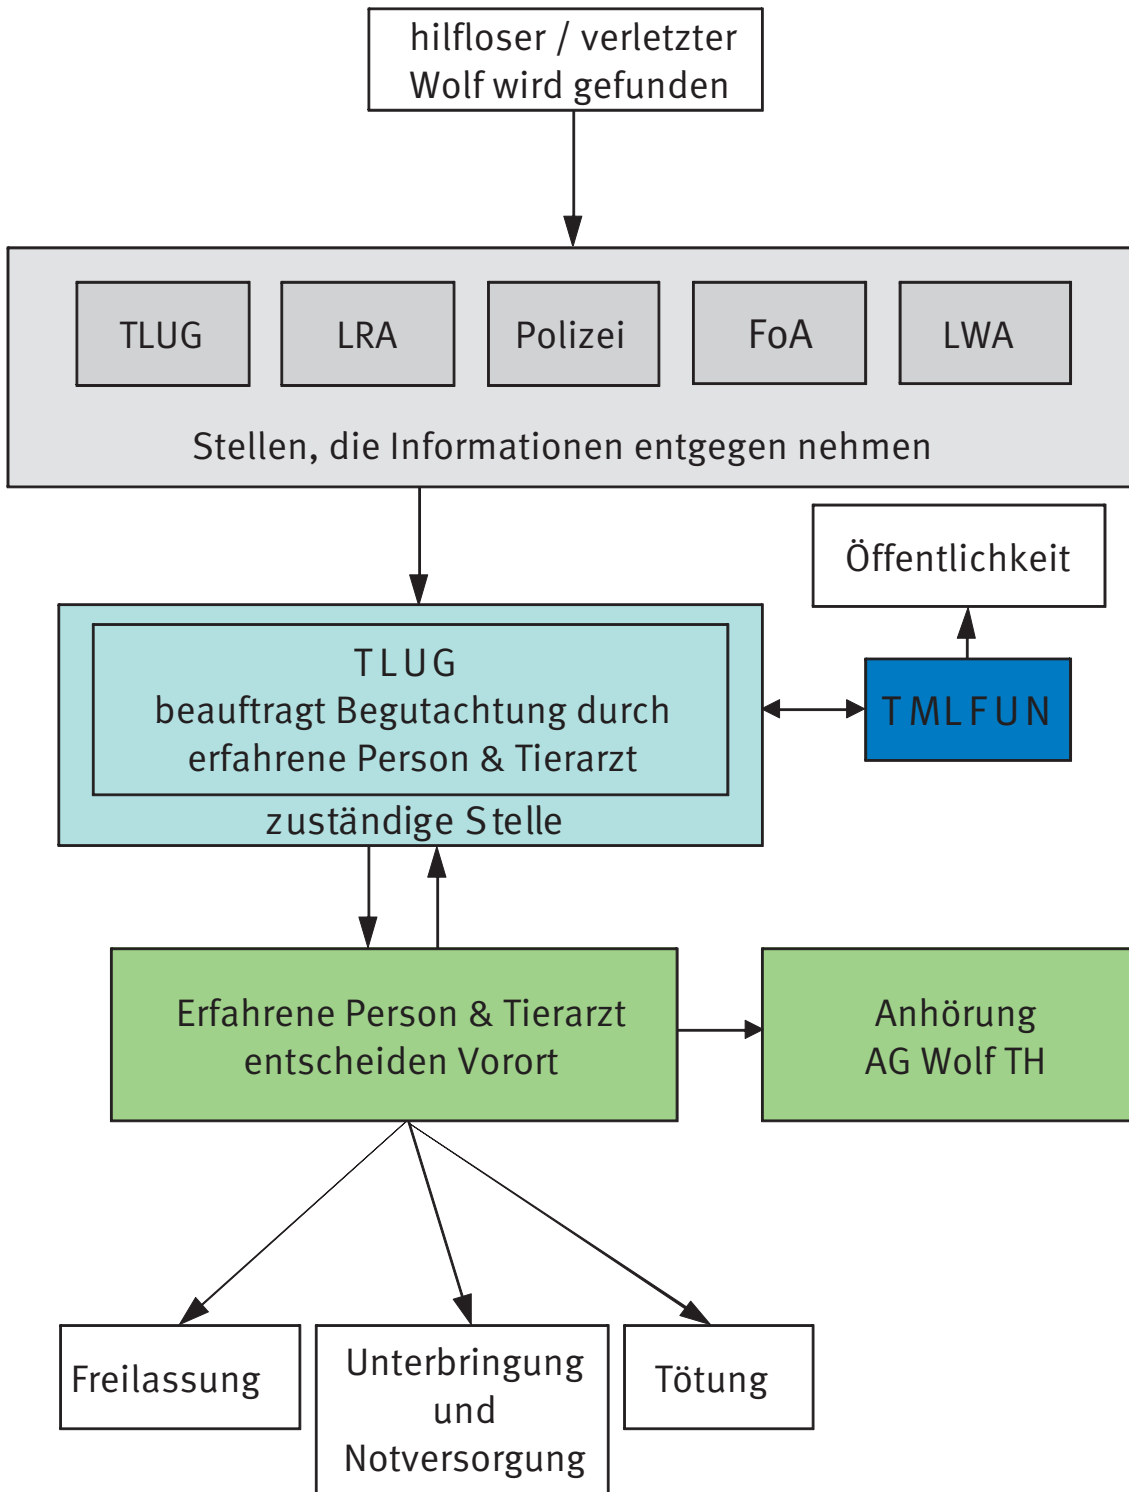 hilfloser / verletzter
Wolf wird gefunden
TLUG
LRA
Polizei
FoA
LWA
Stellen, die Informationen entgegen nehmen
Öffentlichkeit
TLUG
beauftragt Begutachtung durch
erfahrene Person & Tierarzt
zuständige Stelle
TMLFUN
Erfahrene Person & Tierarzt
entscheiden Vorort
Anhörung
AG Wolf TH
Freilassung
Unterbringung
und
Notversorgung
Tötung